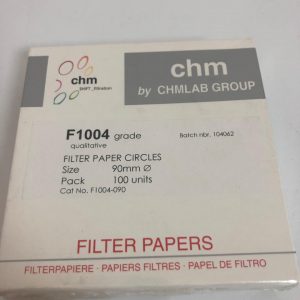 chm
SHIFT_filtration
chm
by CHMLAB GROUP
F1004 grade
qualitative
Batch nbr. 104062
FILTER PAPER CIRCLES
Size 90mm Ø
Pack 100 units
Cat No. F1004-090
FILTER PAPERS
FILTERPAPIERE · PAPIERS FILTRES · PAPEL DE FILTRO